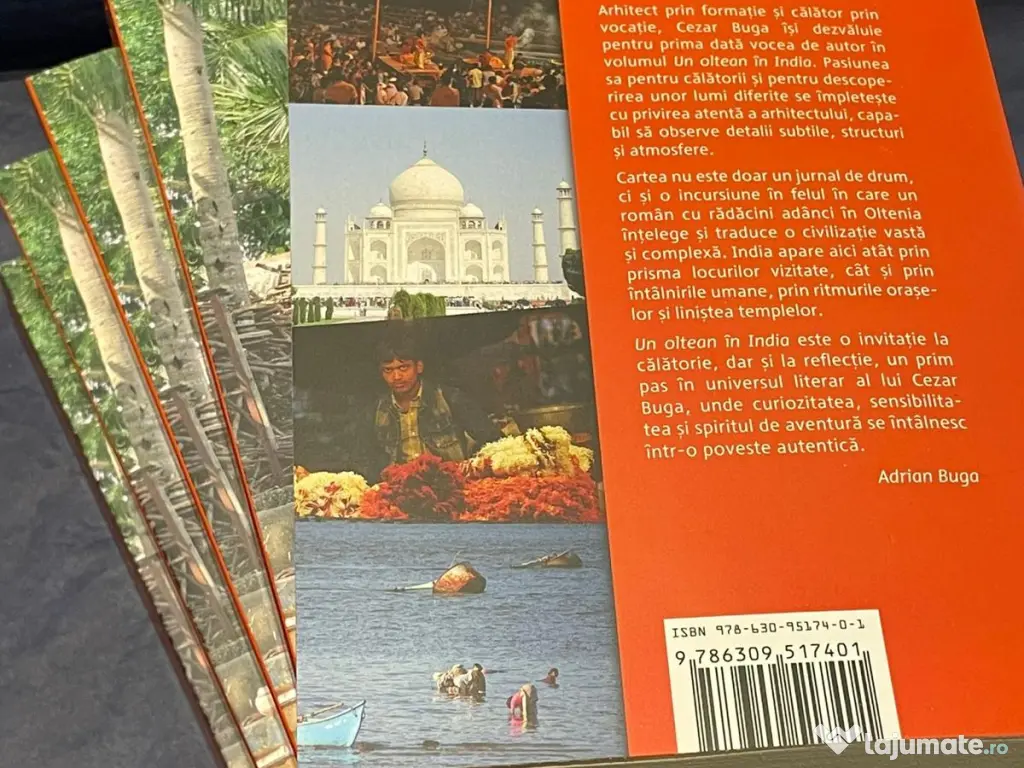 Arhitect prin formație și călător prin
vocație, Cezar Buga își dezvăluie
pentru prima dată vocea de autor în
volumul Un oltean în India. Pasiunea
sa pentru călătorii și pentru descope-
rirea unor lumi diferite se împletește
cu privirea atentă a arhitectului, capa-
bil să observe detalii subtile, structuri
și atmosfere.
Cartea nu este doar un jurnal de drum,
ci și o incursiune în felul în care un
român cu rădăcini adânci în Oltenia
înțelege și traduce o civilizație vastă
și complexă. India apare aici atât prin
prisma locurilor vizitate, cât și prin
întâlnirile umane, prin ritmurile orașe-
lor și liniștea templelor.
Un oltean în India este o invitație la
călătorie, dar și la reflecție, un prim
pas în universul literar al lui Cezar
Buga, unde curiozitatea, sensibilita-
tea și spiritul de aventură se întâlnesc
într-o poveste autentică.
Adrian Buga
ISBN 978-630-95174-0-1
9 786309 517401
lajumate.ro